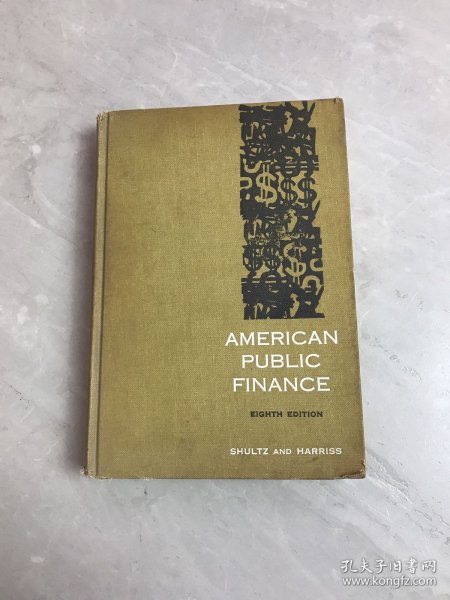 AMERICAN
PUBLIC
FINANCE
EIGHTH EDITION
SHULTZ AND HARRISS
孔夫子旧书网
www.kongfz.com